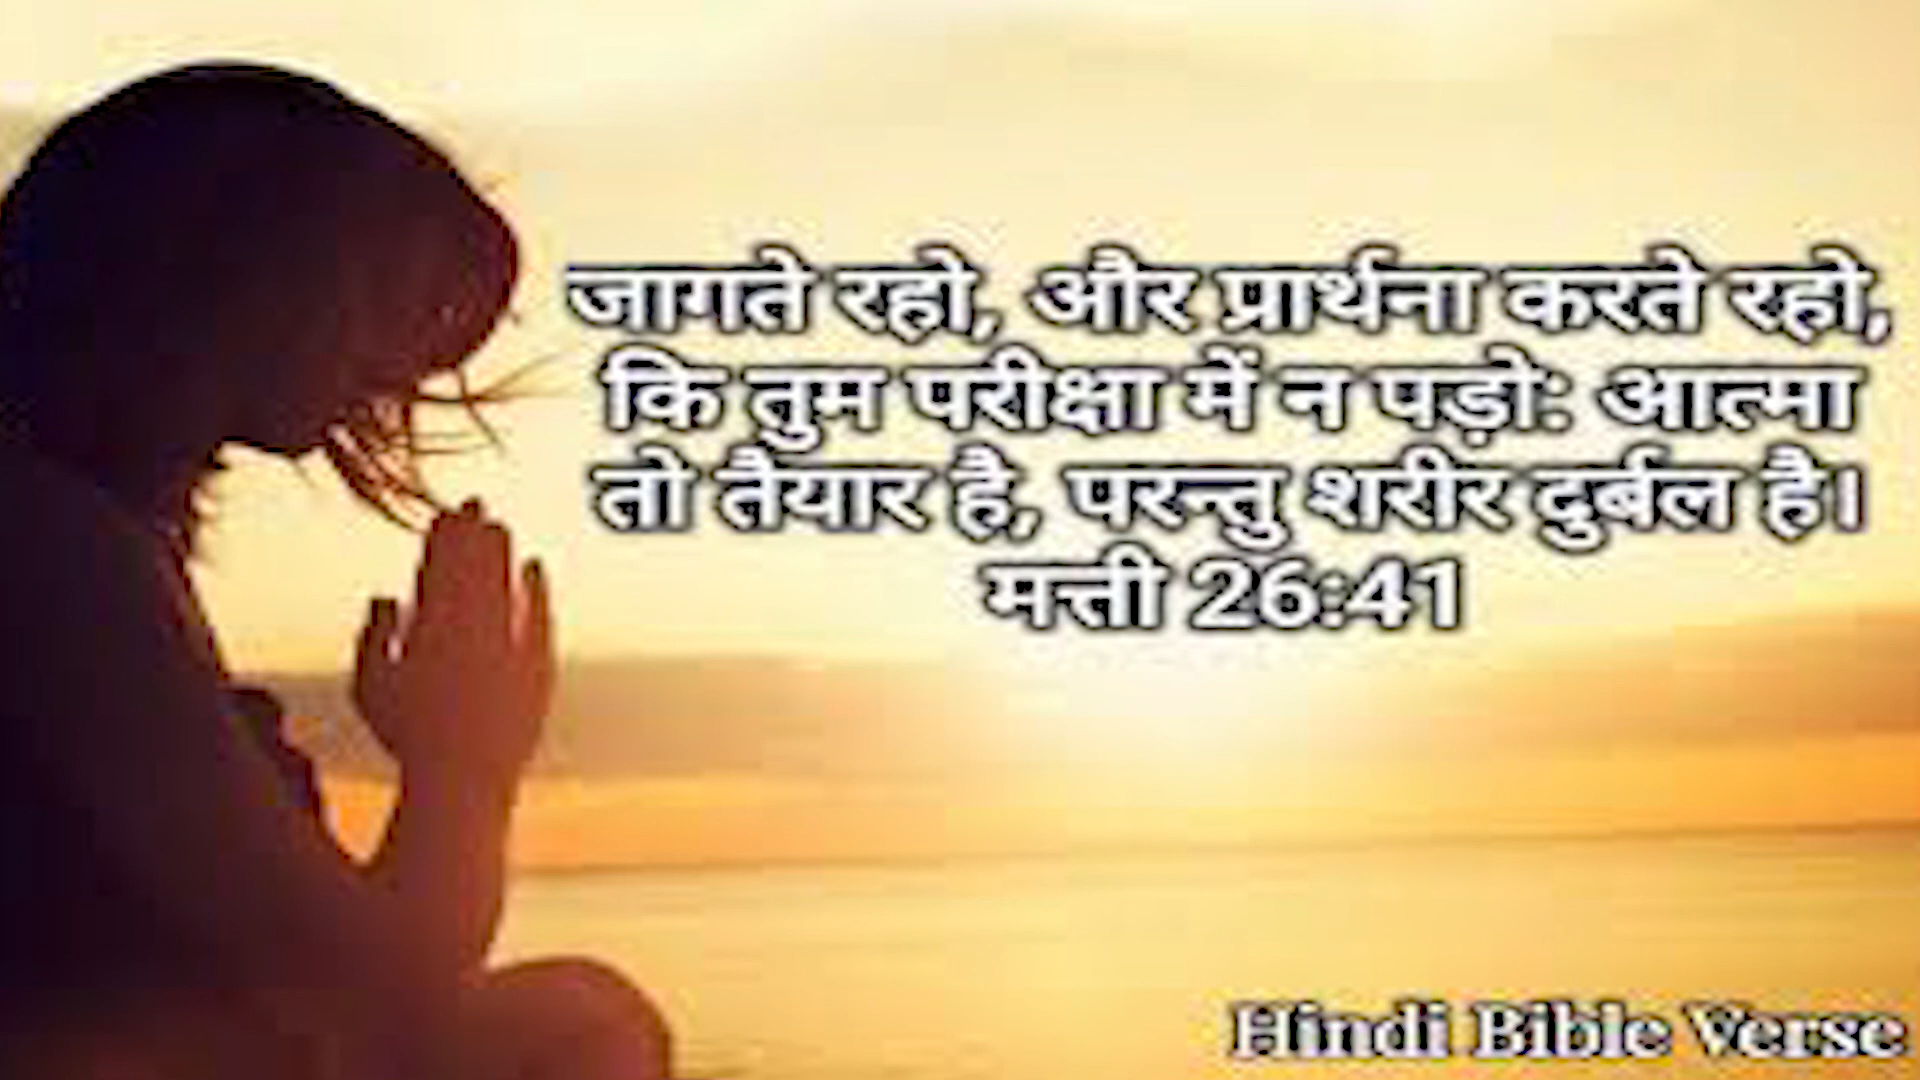 जागते रहो, और प्रार्थना करते रहो,
कि तुम परीक्षा में न पड़ो: आत्मा
तो तैयार है, परन्तु शरीर दुर्बल है।
मत्ती 26:41
Hindi Bible Verse